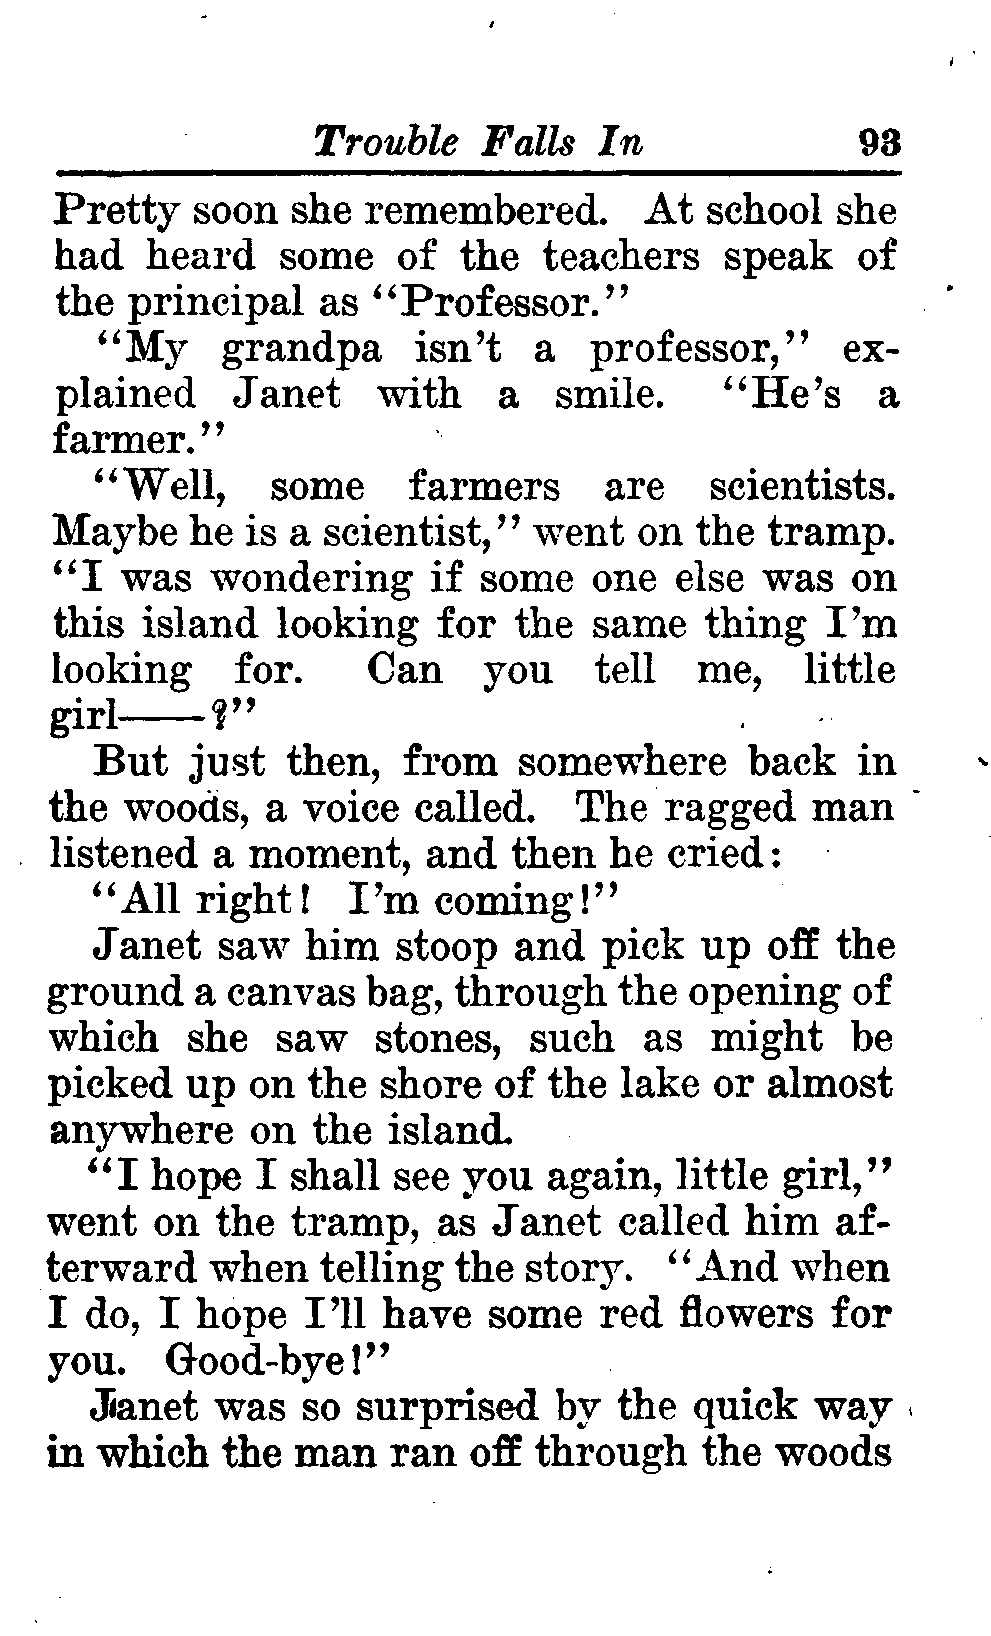 Trouble Falls In 93
Pretty soon she remembered. At school she
had heard some of the teachers speak of
the principal as "Professor."
"My grandpa isn't a professor," ex-
plained Janet with a smile. "He's a
farmer."
"Well, some farmers are scientists.
Maybe he is a scientist," went on the tramp.
"I was wondering if some one else was on
this island looking for the same thing I'm
looking for. Can you tell me, little
girl——?"
But just then, from somewhere back in
the woods, a voice called. The ragged man
listened a moment, and then he cried:
"All right! I'm coming!"
Janet saw him stoop and pick up off the
ground a canvas bag, through the opening of
which she saw stones, such as might be
picked up on the shore of the lake or almost
anywhere on the island.
"I hope I shall see you again, little girl,"
went on the tramp, as Janet called him af-
terward when telling the story. "And when
I do, I hope I'll have some red flowers for
you. Good-bye!"
Janet was so surprised by the quick way
in which the man ran off through the woods